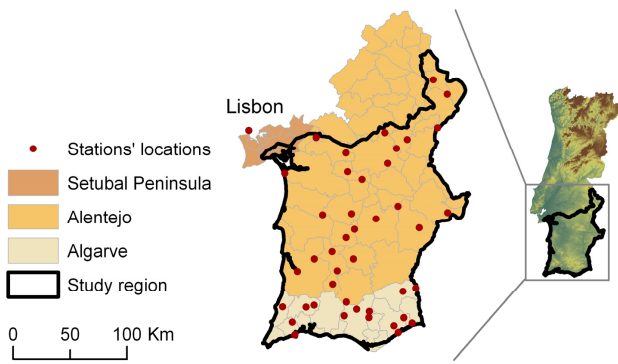 Lisbon
Stations' locations
Setubal Peninsula
Alentejo
Algarve
Study region
0 50 100 Km